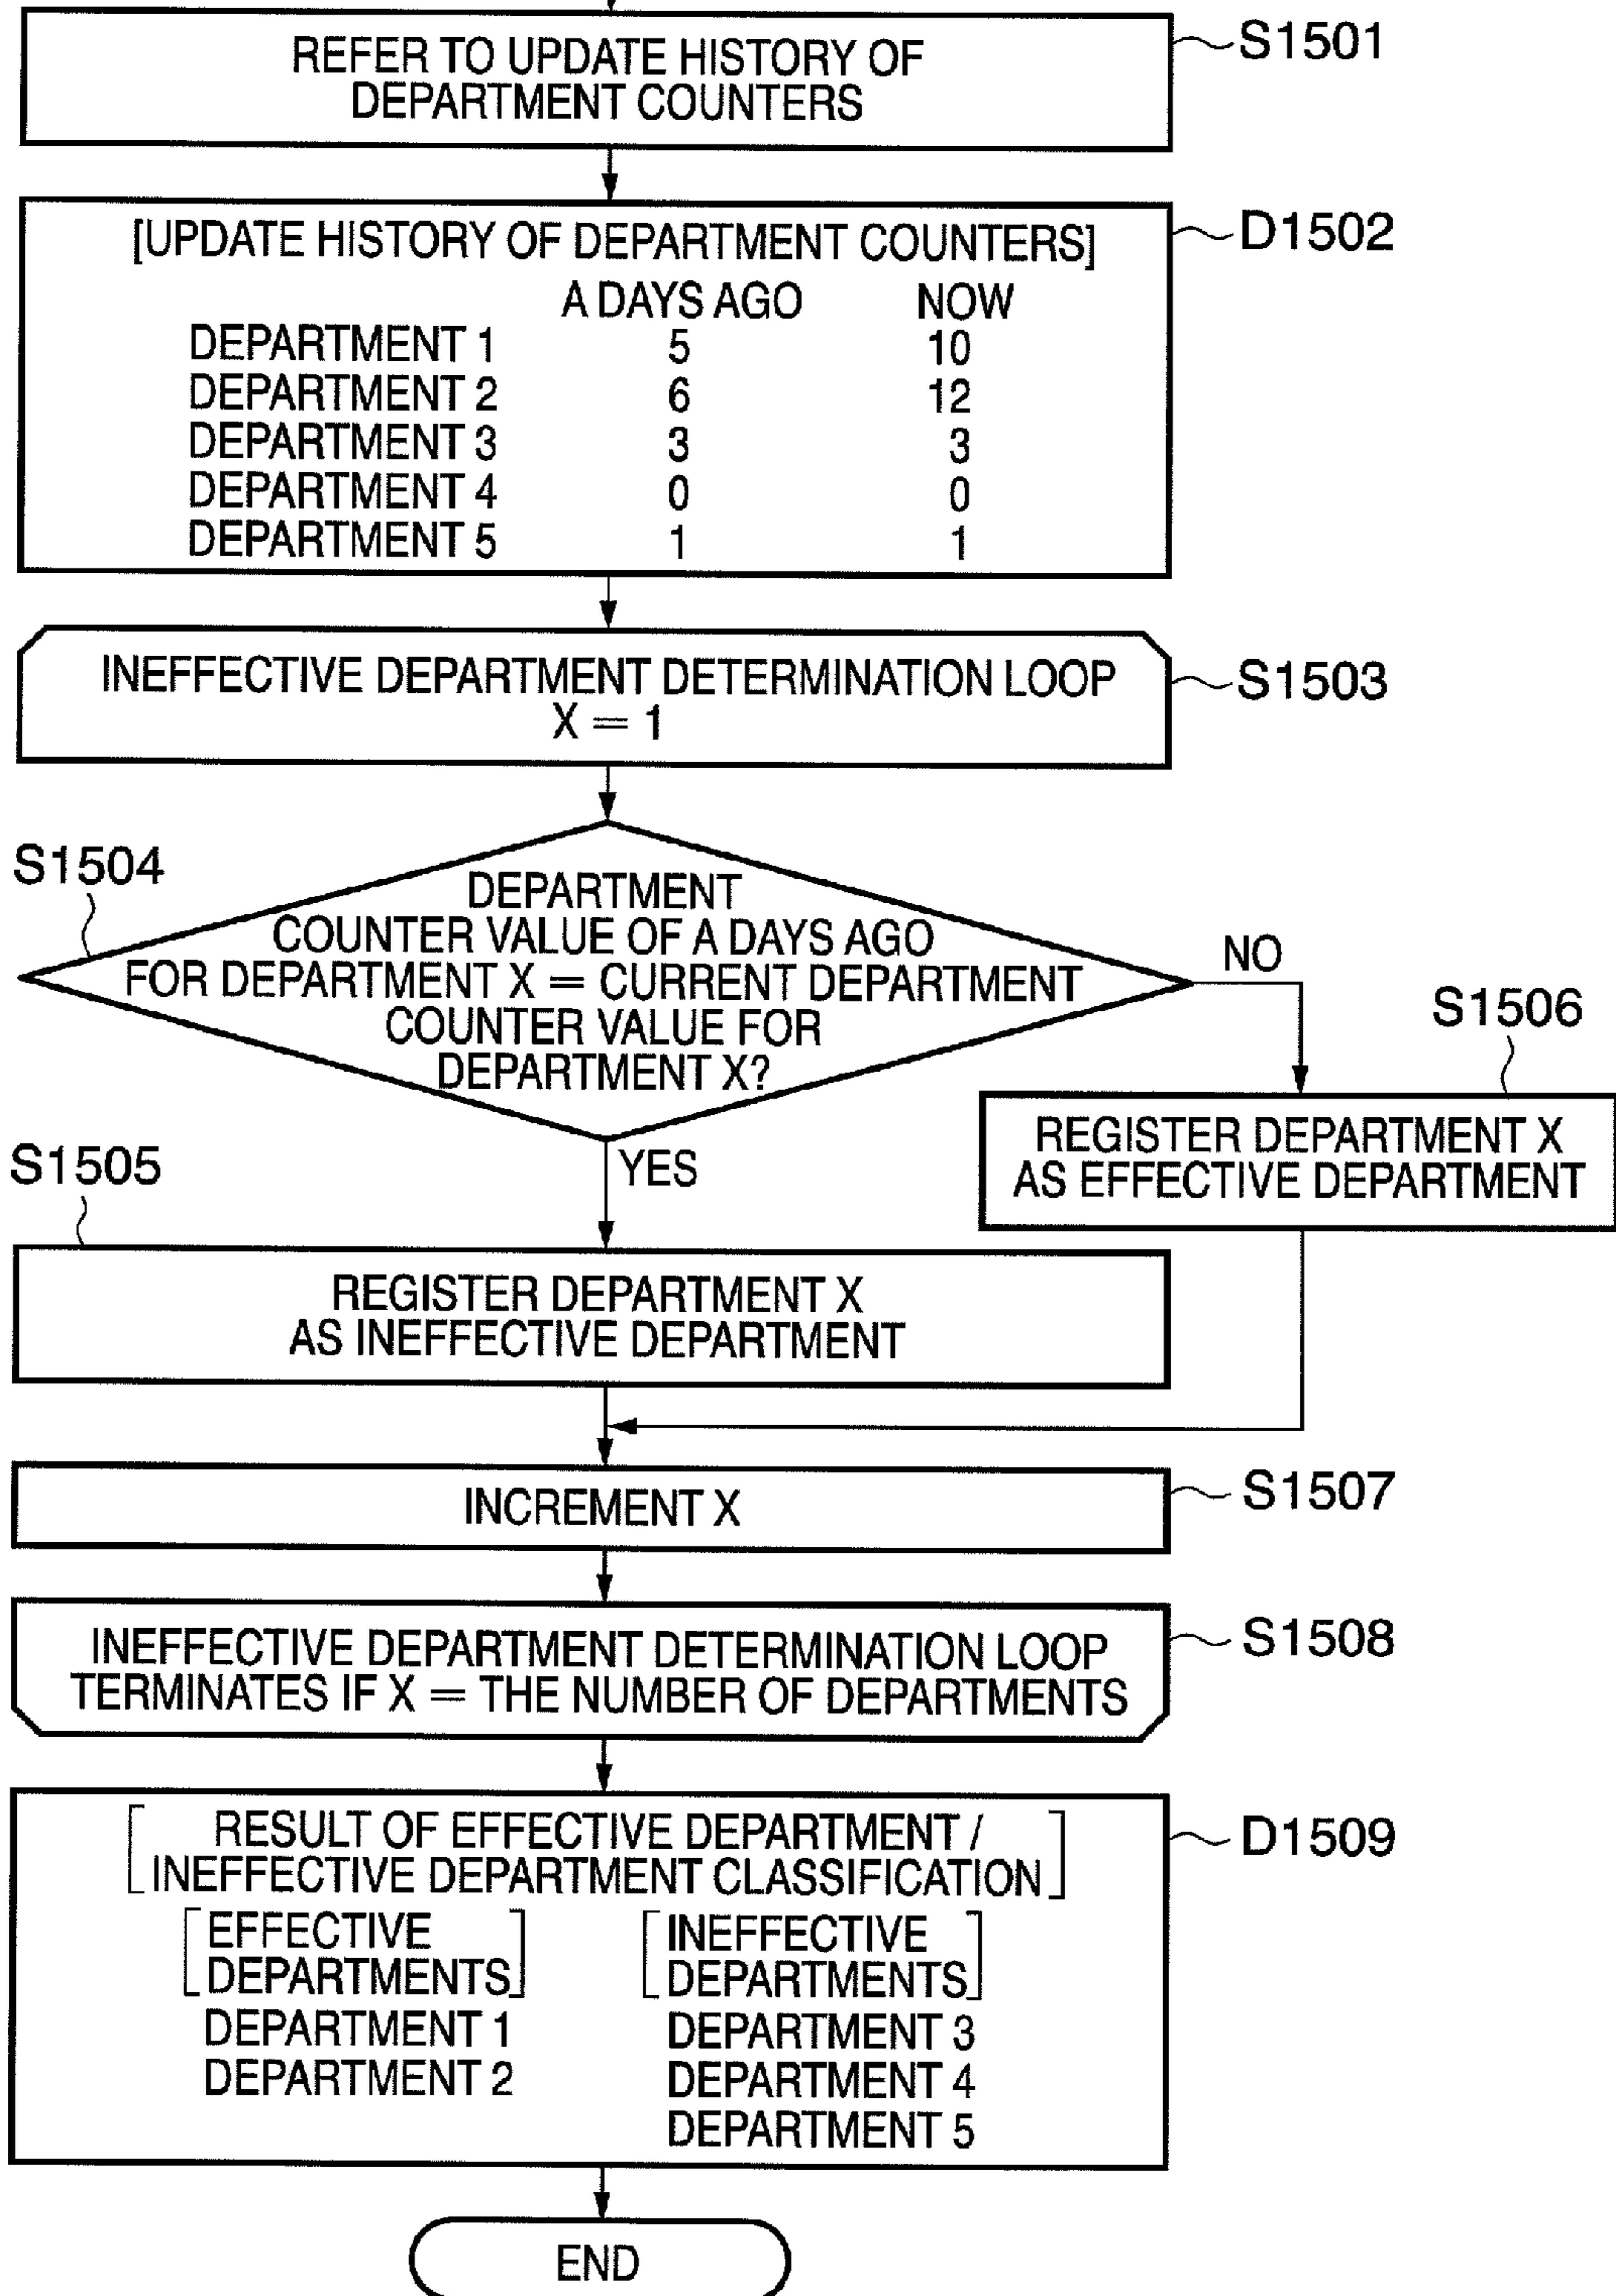 REFER TO UPDATE HISTORY OF
DEPARTMENT COUNTERS
S1501
[UPDATE HISTORY OF DEPARTMENT COUNTERS]
D1502
A DAYS AGO NOW
DEPARTMENT 1 5 10
DEPARTMENT 2 6 12
DEPARTMENT 3 3 3
DEPARTMENT 4 0 0
DEPARTMENT 5 1 1
INEFFECTIVE DEPARTMENT DETERMINATION LOOP
X = 1
S1503
S1504
DEPARTMENT
COUNTER VALUE OF A DAYS AGO
FOR DEPARTMENT X = CURRENT DEPARTMENT
COUNTER VALUE FOR
DEPARTMENT X?
NO
S1506
REGISTER DEPARTMENT X
AS EFFECTIVE DEPARTMENT
YES
S1505
REGISTER DEPARTMENT X
AS INEFFECTIVE DEPARTMENT
INCREMENT X
S1507
INEFFECTIVE DEPARTMENT DETERMINATION LOOP
TERMINATES IF X = THE NUMBER OF DEPARTMENTS
S1508
[RESULT OF EFFECTIVE DEPARTMENT /
INEFFECTIVE DEPARTMENT CLASSIFICATION]
D1509
[EFFECTIVE
DEPARTMENTS]
DEPARTMENT 1
DEPARTMENT 2
[INEFFECTIVE
DEPARTMENTS]
DEPARTMENT 3
DEPARTMENT 4
DEPARTMENT 5
END